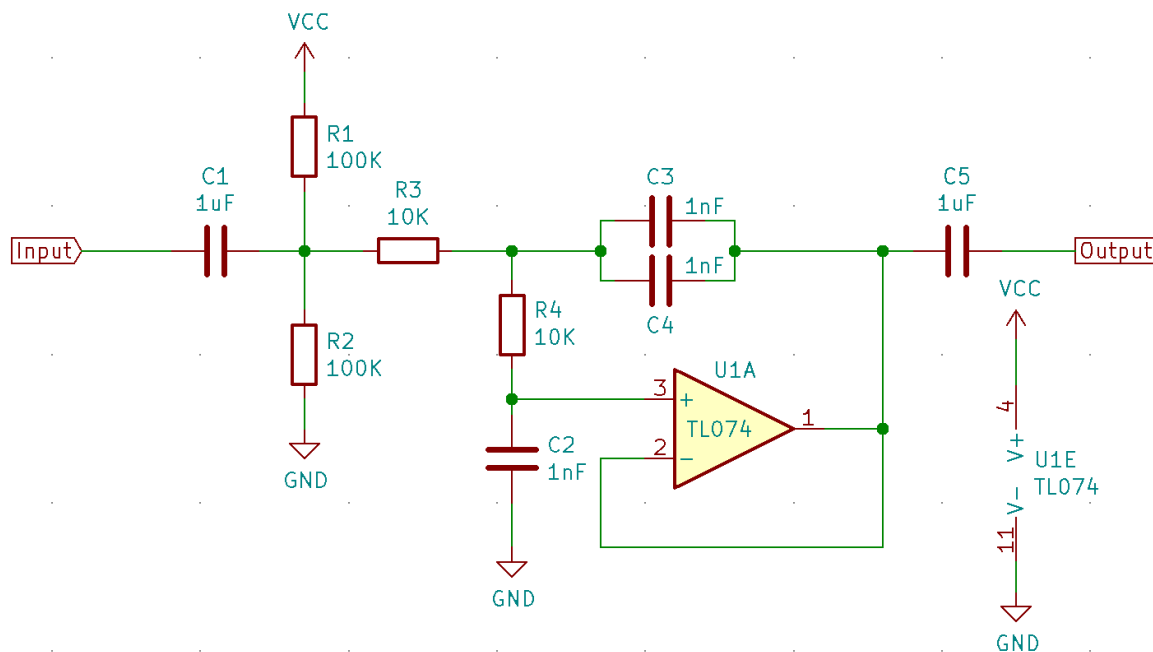 VCC
R1
100K
C1
1uF
R3
10K
C3
1nF
C5
1uF
Input
Output
1nF
C4
VCC
R4
10K
R2
100K
U1A
3
+
TL074
1
2
-
C2
1nF
4
V+
U1E
TL074
V-
11
GND
GND
GND